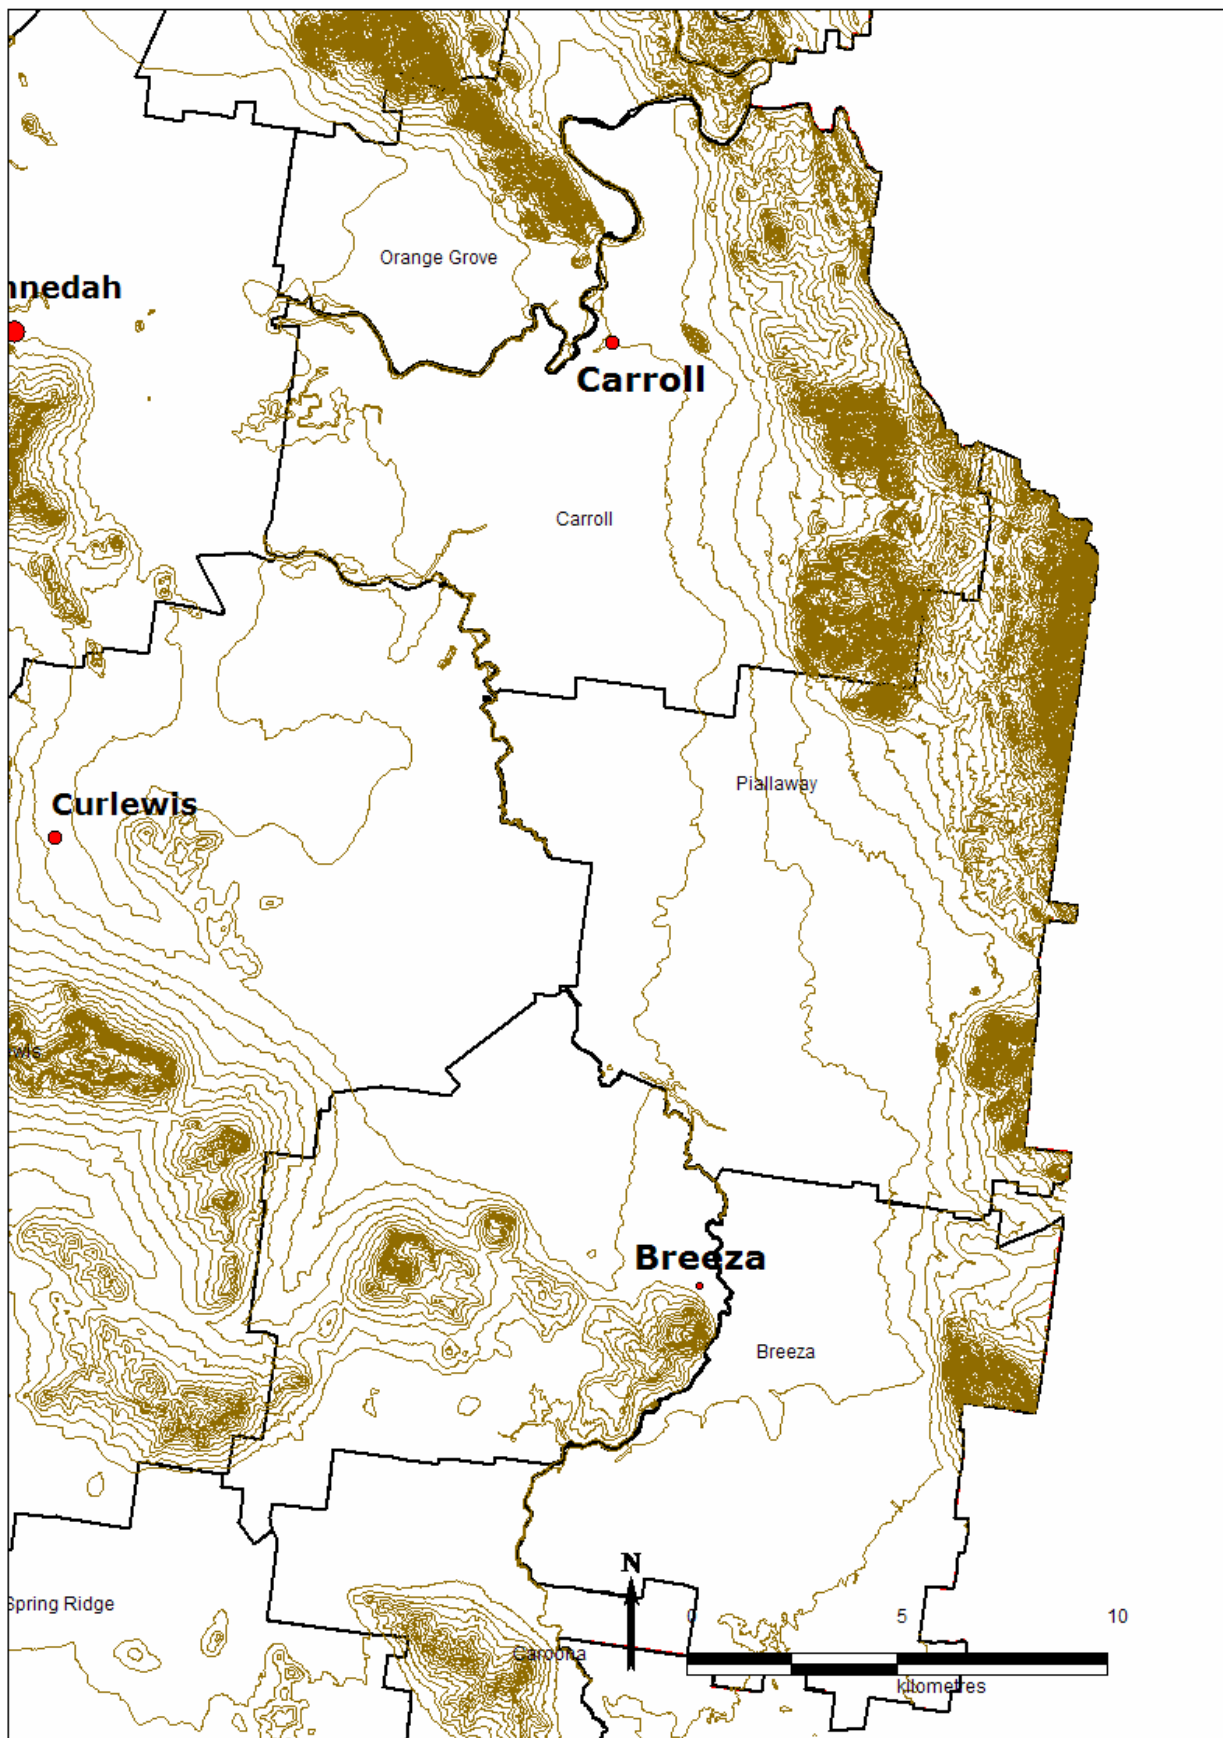 Orange Grove
nnedah
Carroll
Carroll
Piallaway
Curlewis
wis
Breeza
Breeza
N
Spring Ridge
0 5 10
Caroona
kilometres